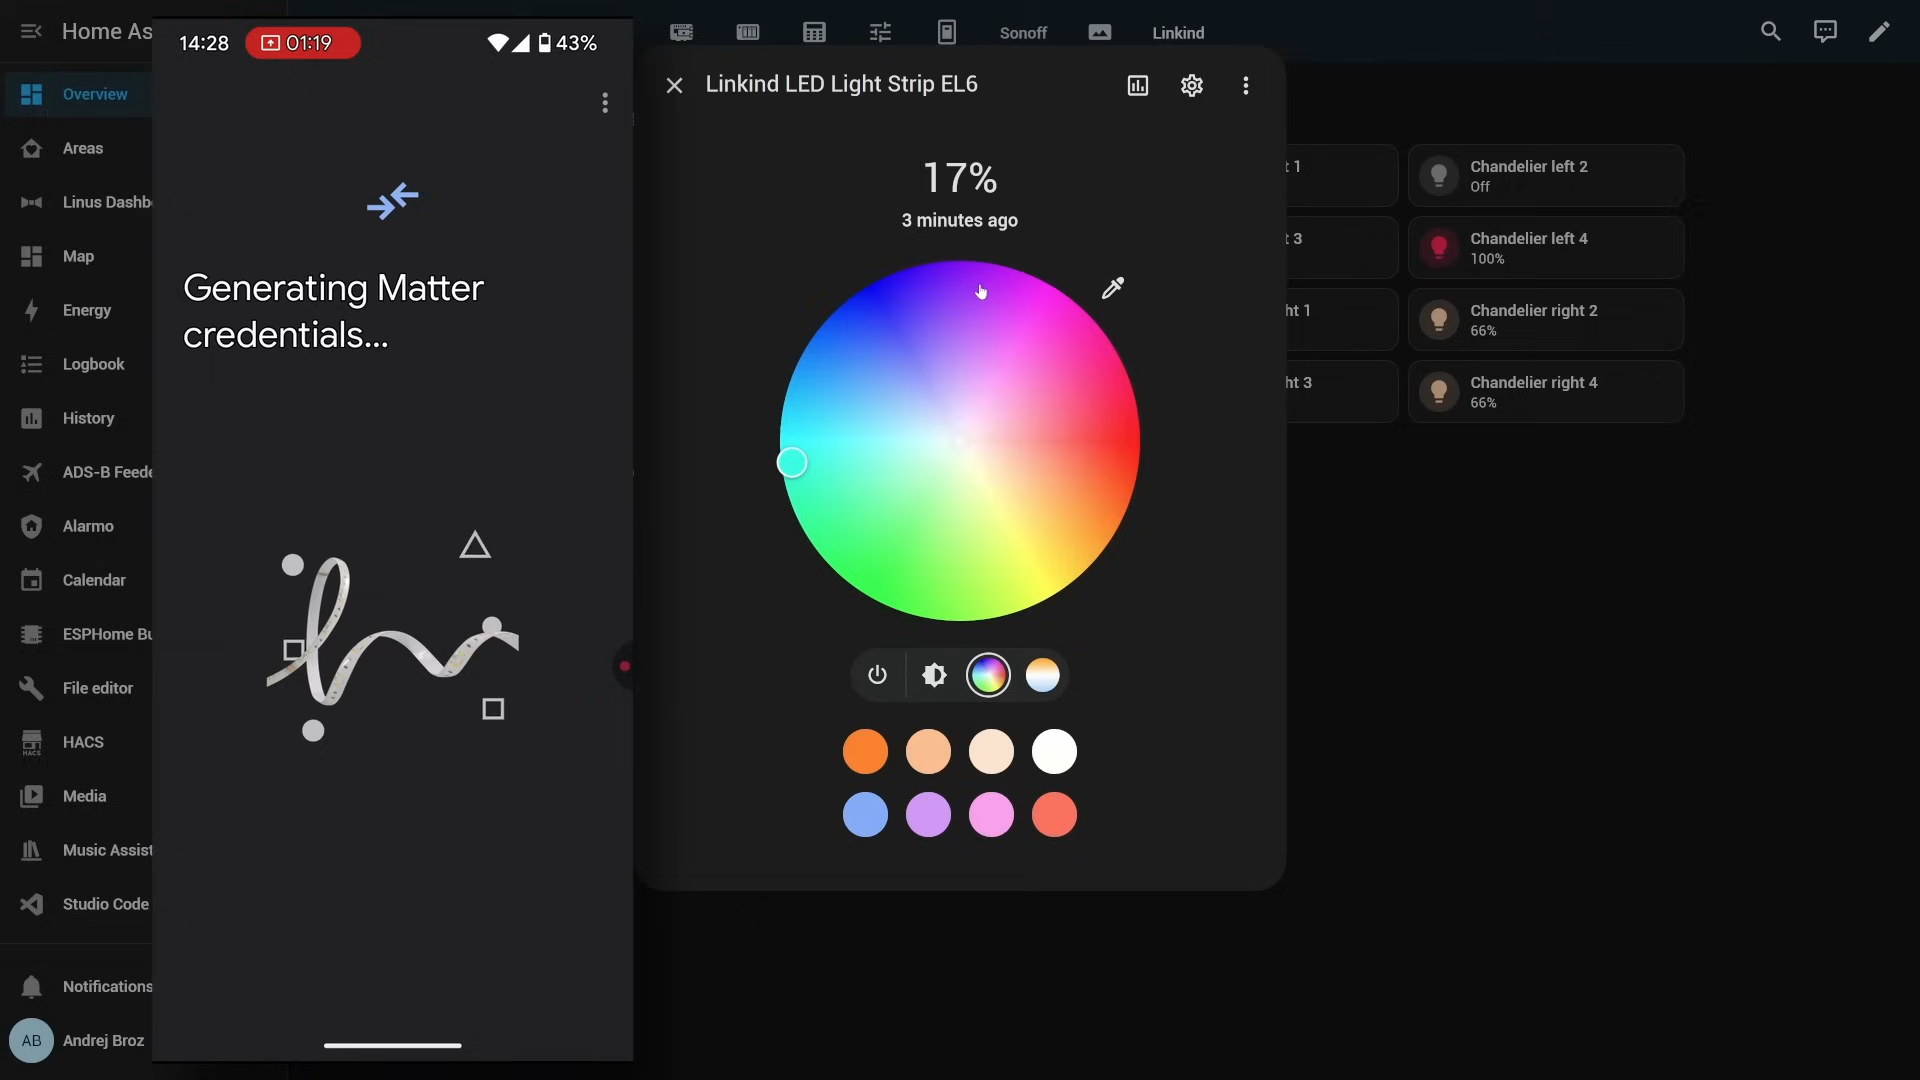 Home As
Overview
Areas
Linus Dashb
Map
Energy
Logbook
History
ADS-B Feede
Alarmo
Calendar
ESPHome Bu
File editor
HACS
Media
Music Assist
Studio Code
Notifications
AB
Andrej Broz
14:28
01:19
43%
Generating Matter
credentials...
Sonoff
Linkind
Linkind LED Light Strip EL6
17%
3 minutes ago
t 1
Chandelier left 2
Off
t 3
Chandelier left 4
100%
ht 1
Chandelier right 2
66%
ht 3
Chandelier right 4
66%